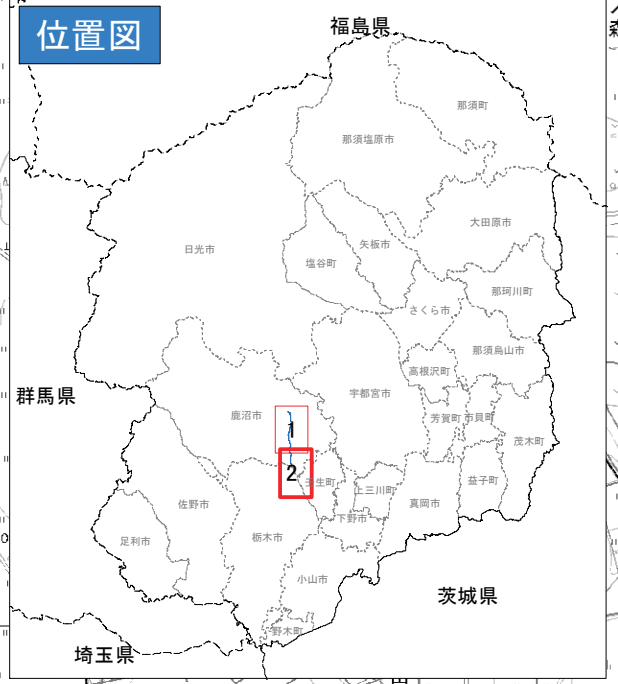 位置図
福島県
那須町
那須塩原市
大田原市
日光市
矢板市
塩谷町
那珂川町
さくら市
那須烏山市
高根沢町
群馬県
宇都宮市
鹿沼市
芳賀町
市貝町
茂木町
1
2
壬生町
上三川町
益子町
真岡市
佐野市
下野市
栃木市
足利市
小山市
茨城県
野木町
埼玉県